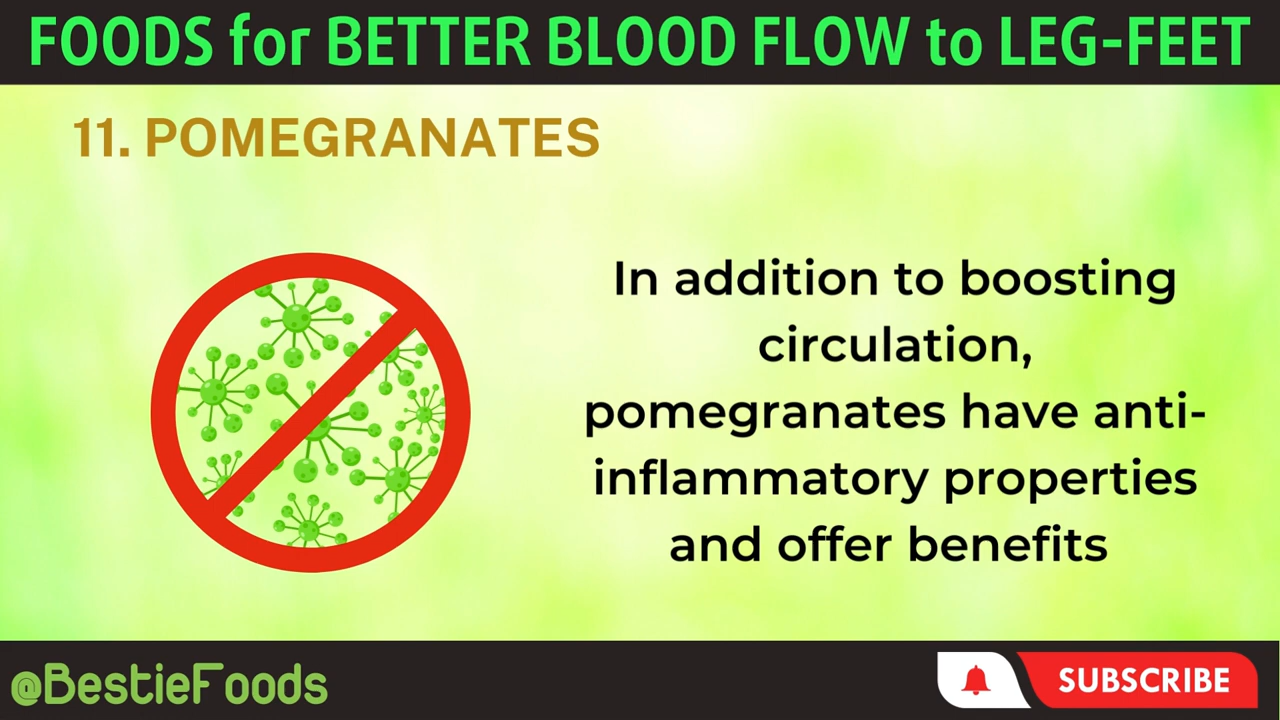 FOODS for BETTER BLOOD FLOW to LEG-FEET
11. POMEGRANATES
In addition to boosting
circulation,
pomegranates have anti-
inflammatory properties
and offer benefits
@BestieFoods
SUBSCRIBE